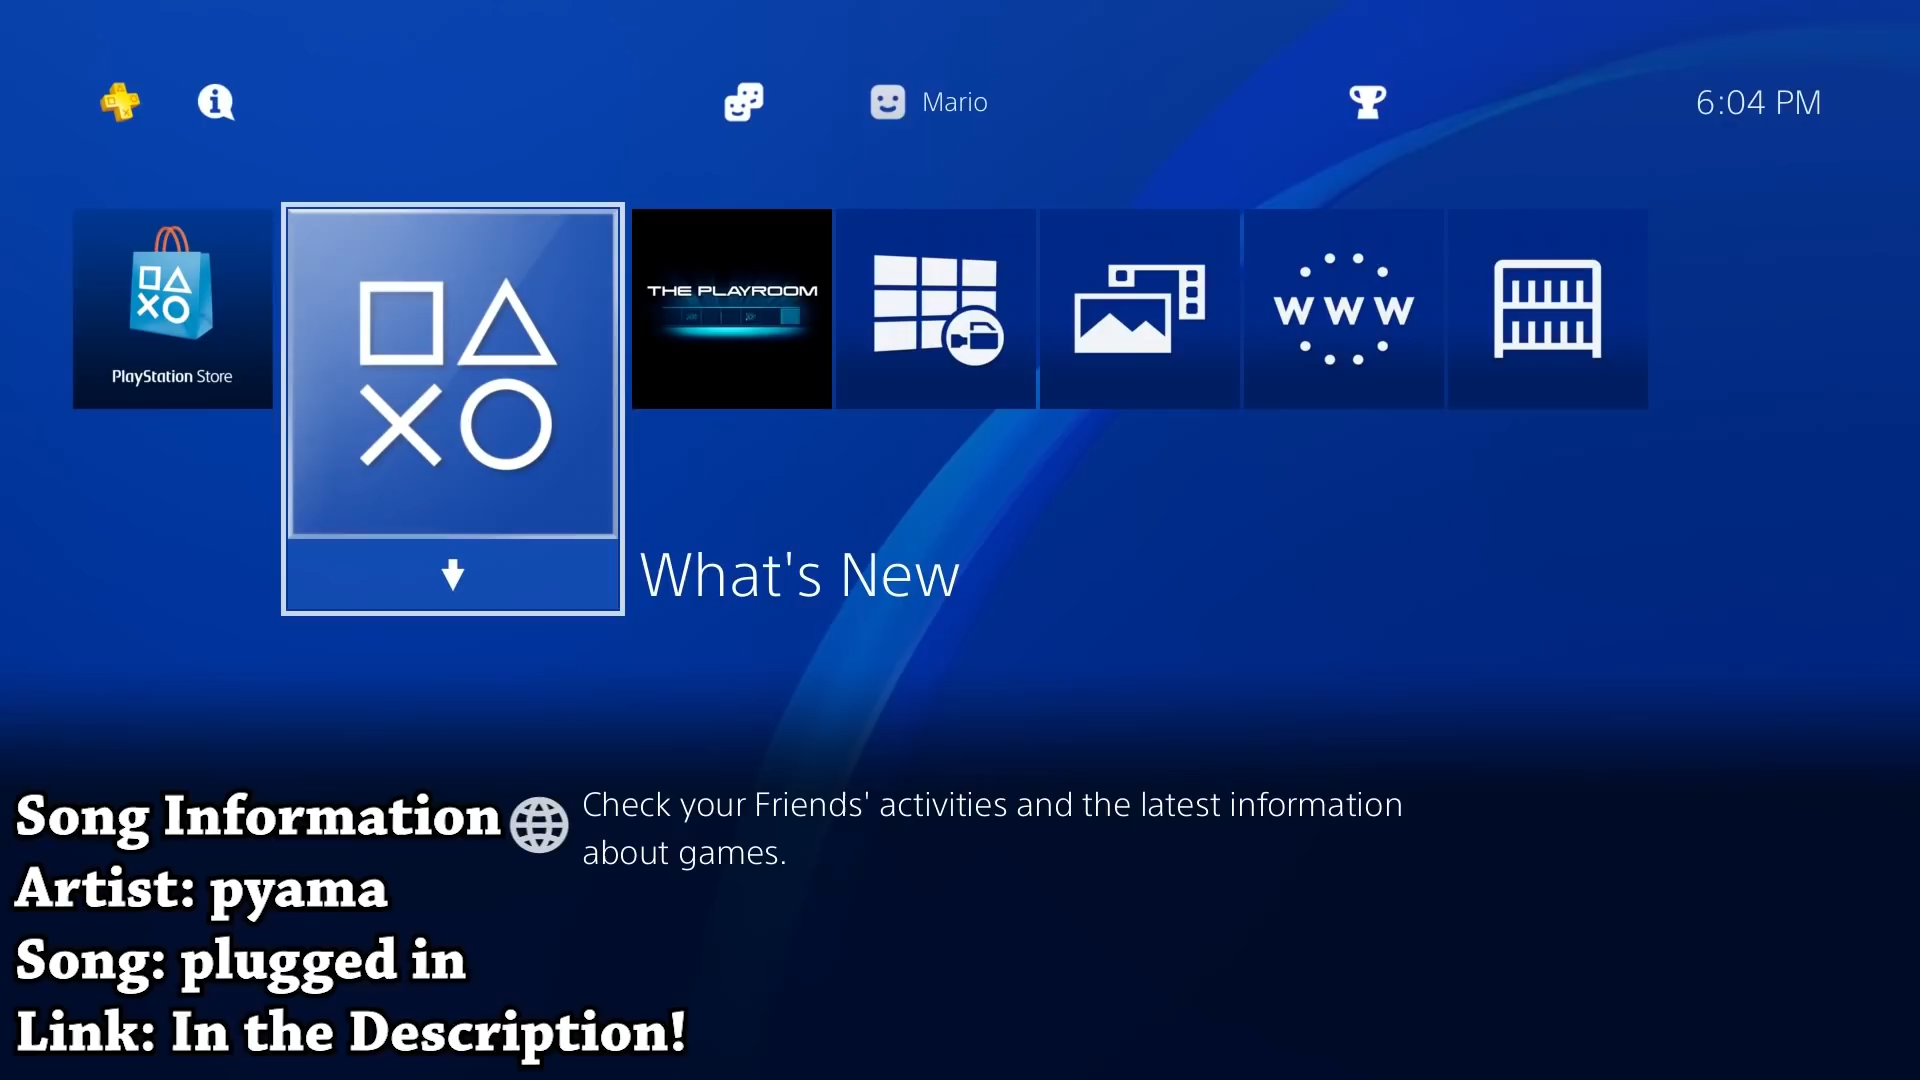 Mario
6:04 PM
PlayStation Store
THE PLAYROOM
WWW
What's New
Check your Friends' activities and the latest information
about games.
Song Information
Artist: pyama
Song: plugged in
Link: In the Description!